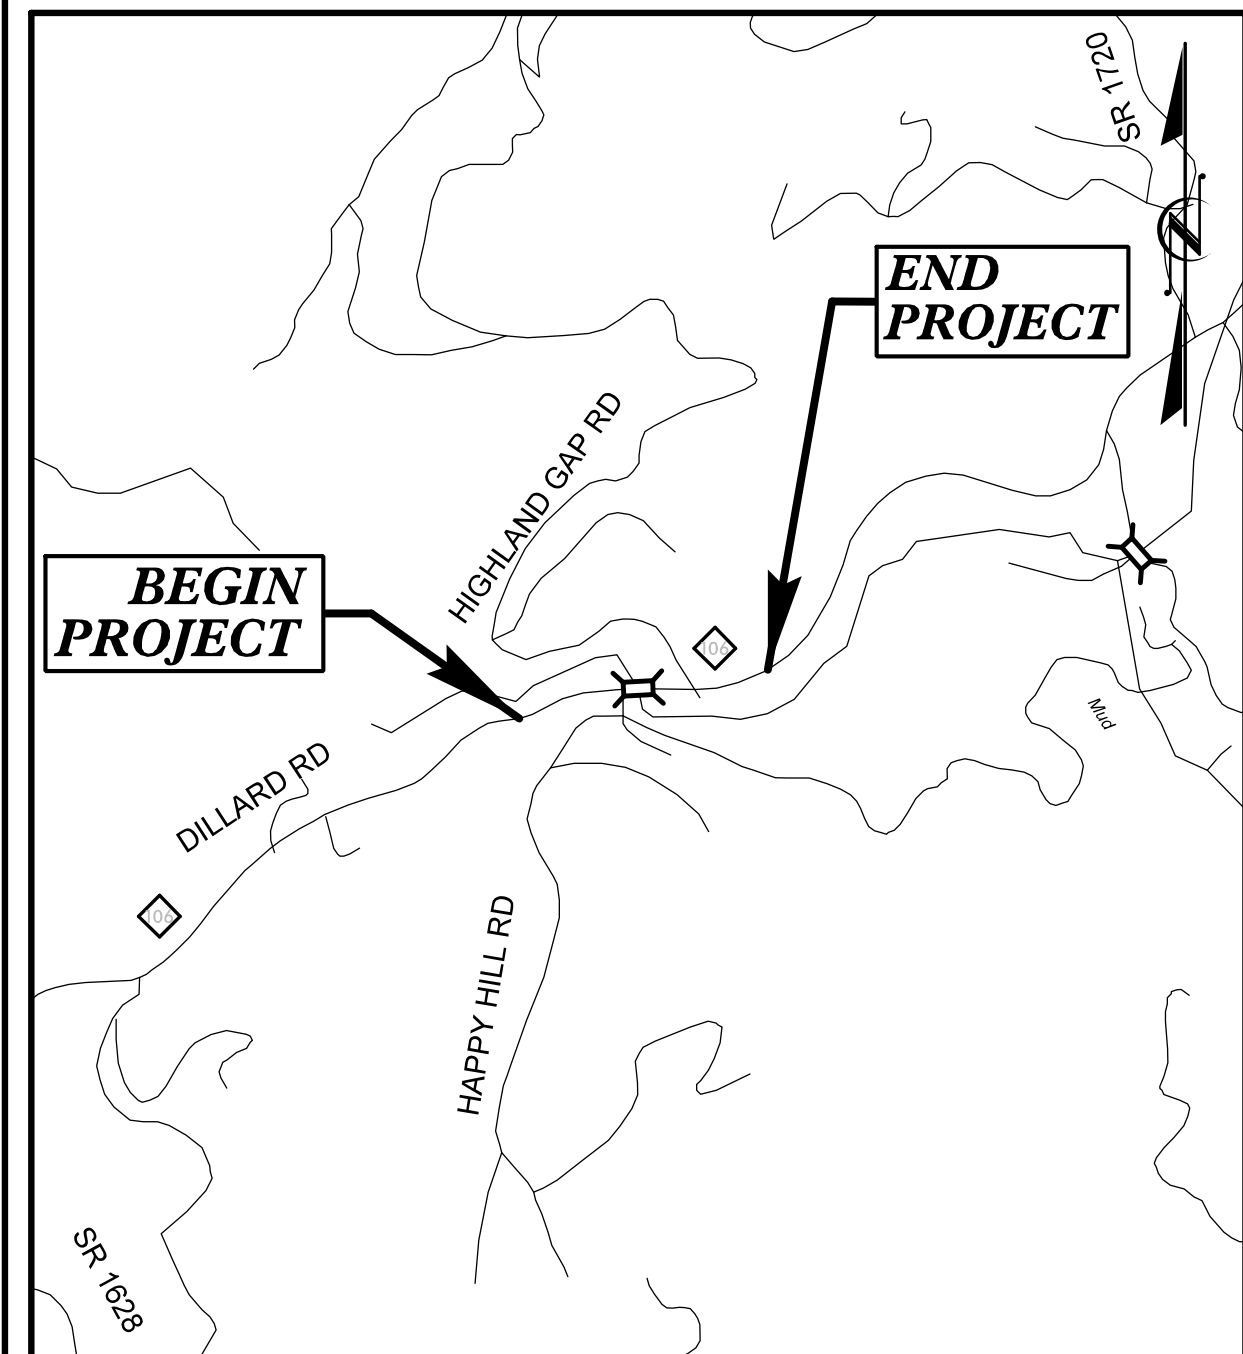 SR 1720
N
END
PROJECT
HIGHLAND GAP RD
BEGIN
PROJECT
106
Mud
DILLARD RD
106
HAPPY HILL RD
SR 1628